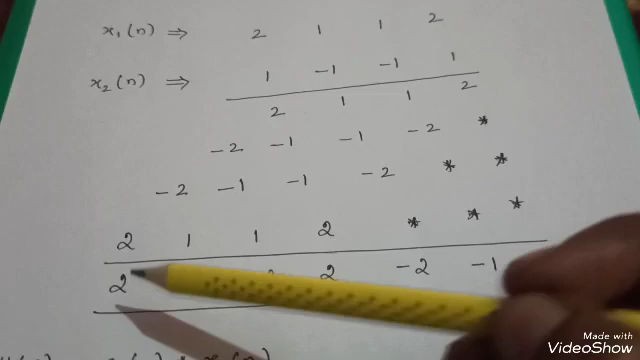 x₁(n) ⇒ 2 1 1 2
x₂(n) ⇒ 1 -1 -1 1
2 1 1 2
-2 -1 -1 -2 *
-2 -1 -1 -2 * *
2 1 1 2 * * *
2 2 -2 -1
Made with
VideoShow